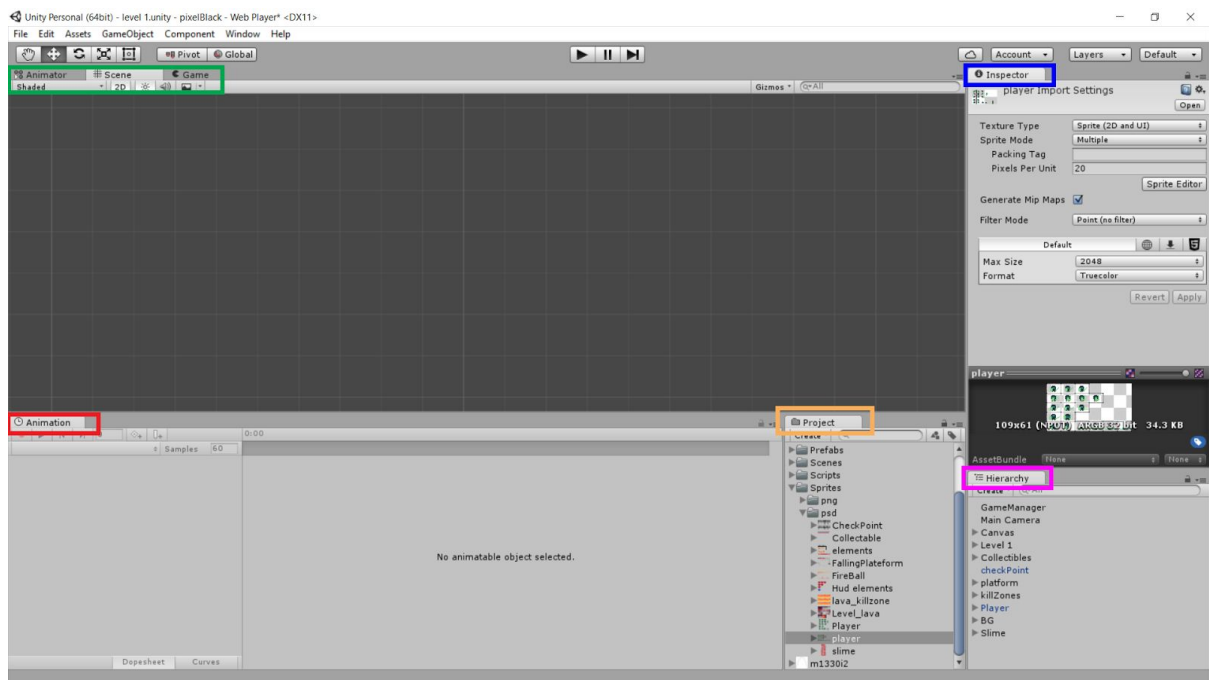 Unity Personal (64bit) - level 1.unity - pixelBlack - Web Player* <DX11>
File Edit Assets GameObject Component Window Help
Pivot Global Account Layers Default
Animator Scene Game
Shaded 2D Gizmos All
Inspector
player Import Settings
Open
Texture Type Sprite (2D and UI)
Sprite Mode Multiple
Packing Tag
Pixels Per Unit 20
Sprite Editor
Generate Mip Maps
Filter Mode Point (no filter)
Default
Max Size 2048
Format Truecolor
Revert Apply
player
109x61 (NPOT) ARGB 32 bit 34.3 KB
AssetBundle None None
Animation
0:00
Samples 60
No animatable object selected.
Dopesheet Curves
Project
Create
Prefabs
Scenes
Scripts
Sprites
png
psd
CheckPoint
Collectable
elements
FallingPlateform
FireBall
Hud elements
lava_killzone
Level_lava
Player
player
slime
m1330i2
Hierarchy
Create All
GameManager
Main Camera
Canvas
Level 1
Collectibles
checkPoint
platform
killZones
Player
BG
Slime